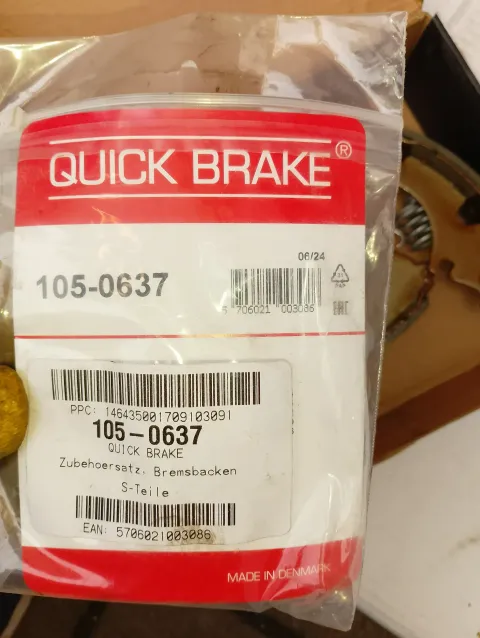 QUICK BRAKE®
06/24
105-0637
5 706021 003086
PPC: 146435001709103091
105-0637
QUICK BRAKE
Zubehoersatz. Bremsbacken
S-Teile
EAN: 5706021003086
MADE IN DENMARK